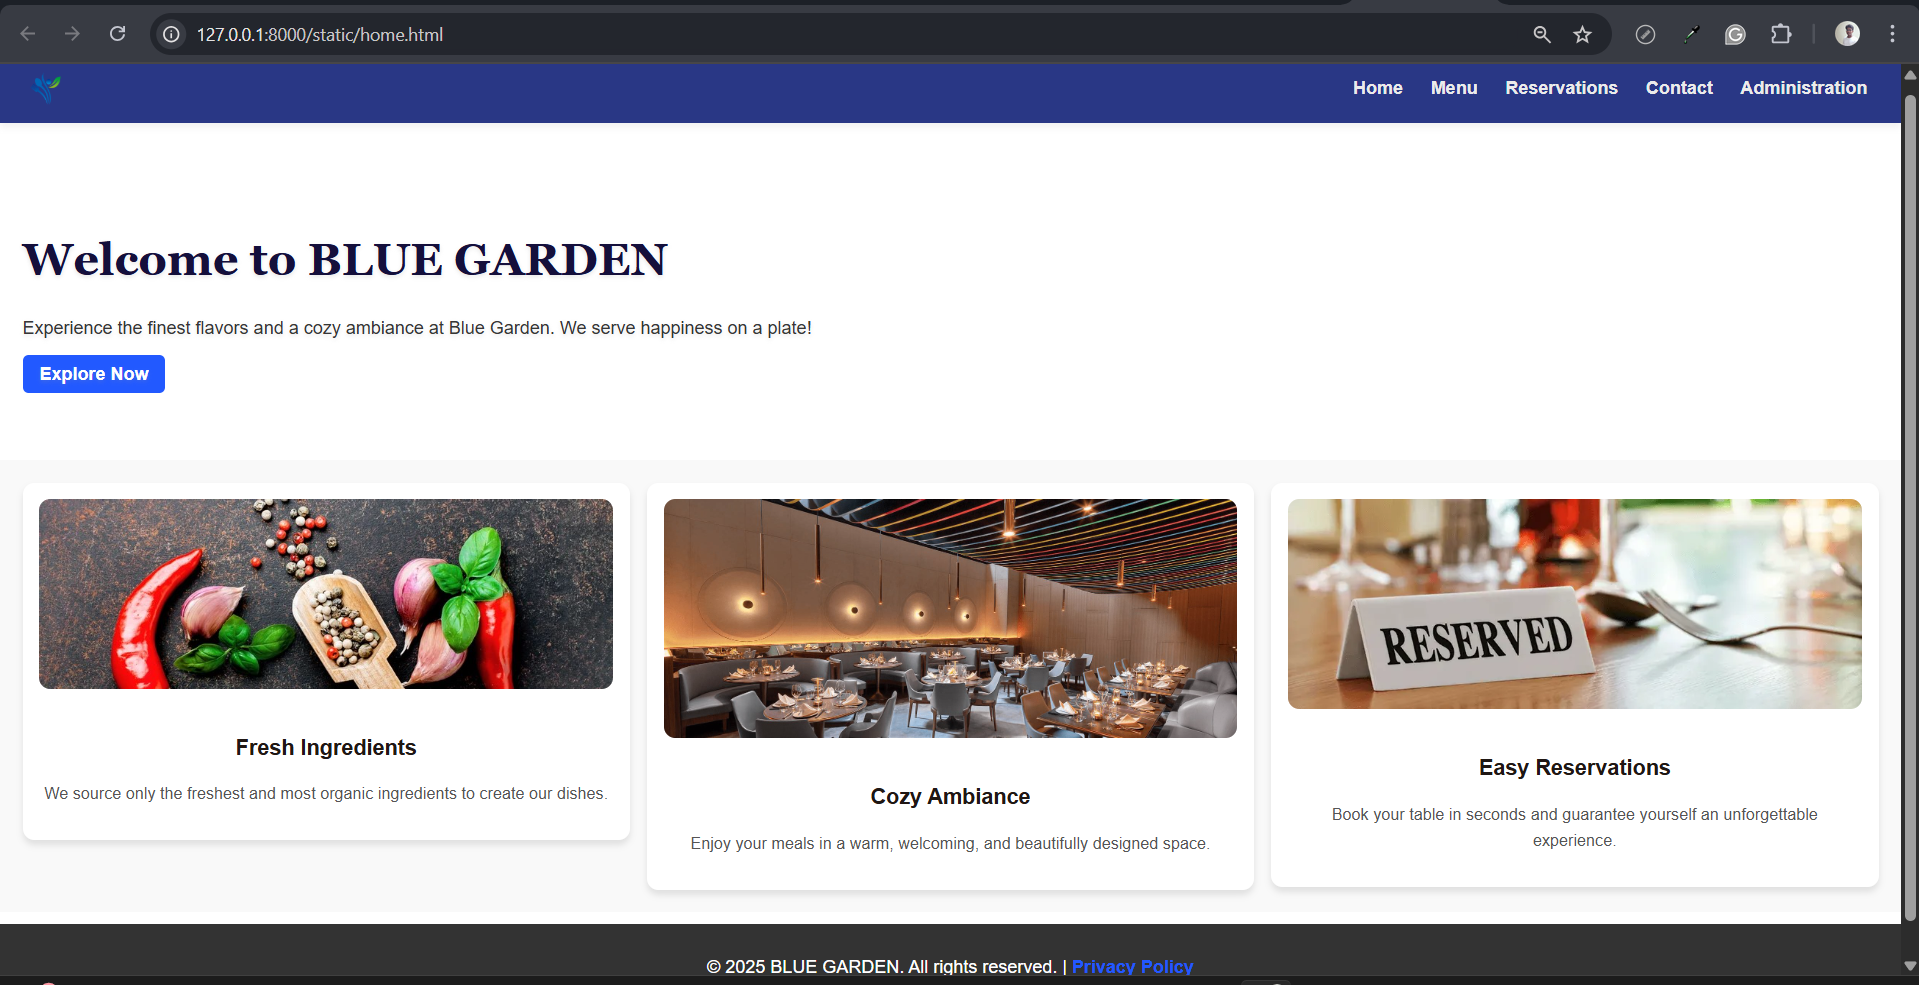 127.0.0.1:8000/static/home.html
Home Menu Reservations Contact Administration
Welcome to BLUE GARDEN
Experience the finest flavors and a cozy ambiance at Blue Garden. We serve happiness on a plate!
Explore Now
RESERVED
Fresh Ingredients
We source only the freshest and most organic ingredients to create our dishes.
Cozy Ambiance
Enjoy your meals in a warm, welcoming, and beautifully designed space.
Easy Reservations
Book your table in seconds and guarantee yourself an unforgettable
experience.
© 2025 BLUE GARDEN. All rights reserved. | Privacy Policy